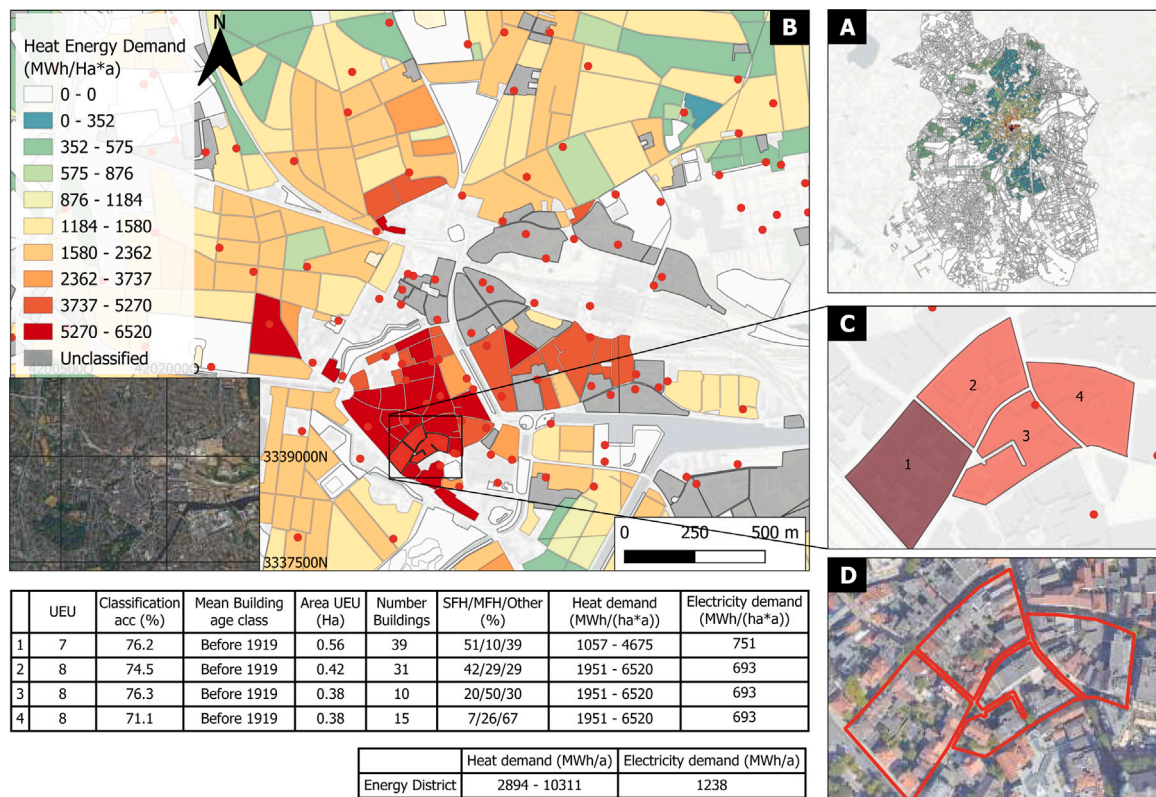 Heat Energy Demand
(MWh/Ha*a)
0 - 0
0 - 352
352 - 575
575 - 876
876 - 1184
1184 - 1580
1580 - 2362
2362 - 3737
3737 - 5270
5270 - 6520
Unclassified
N
B
4200500O 4202000O
3339000N
3337500N
0 250 500 m
A
C
1
2
3
4
D
UEU Classification acc (%) Mean Building age class Area UEU (Ha) Number Buildings SFH/MFH/Other (%) Heat demand (MWh/(ha*a)) Electricity demand (MWh/(ha*a))
1 7 76.2 Before 1919 0.56 39 51/10/39 1057 - 4675 751
2 8 74.5 Before 1919 0.42 31 42/29/29 1951 - 6520 693
3 8 76.3 Before 1919 0.38 10 20/50/30 1951 - 6520 693
4 8 71.1 Before 1919 0.38 15 7/26/67 1951 - 6520 693
Heat demand (MWh/a) Electricity demand (MWh/a)
Energy District 2894 - 10311 1238